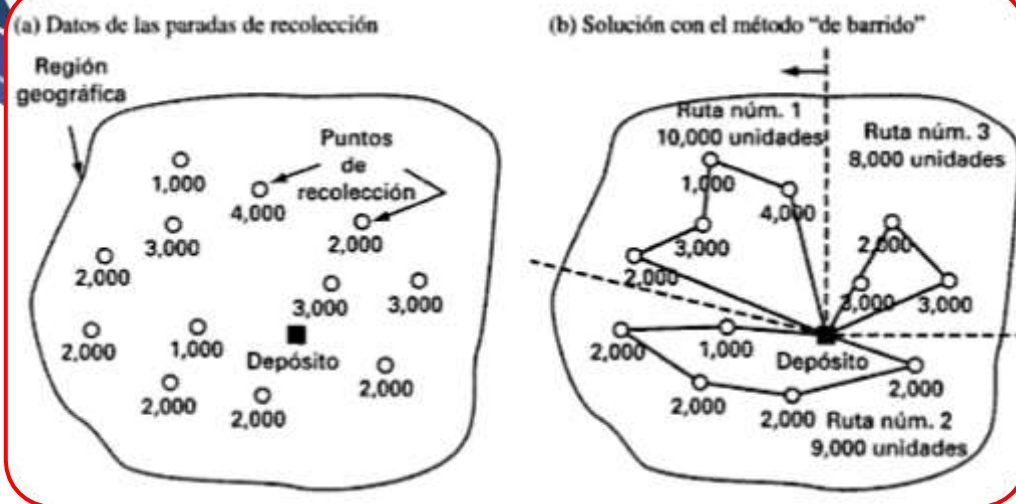 (a) Datos de las paradas de recolección
Región
geográfica
Puntos
de
recolección
1,000
4,000
2,000
3,000
2,000
3,000
3,000
2,000
1,000
Depósito
2,000
2,000
2,000
(b) Solución con el método “de barrido”
Ruta núm. 1
10,000 unidades
Ruta núm. 3
8,000 unidades
1,000
4,000
3,000
2,000
2,000
3,000
3,000
2,000
1,000
Depósito
2,000
2,000
2,000
Ruta núm. 2
9,000 unidades